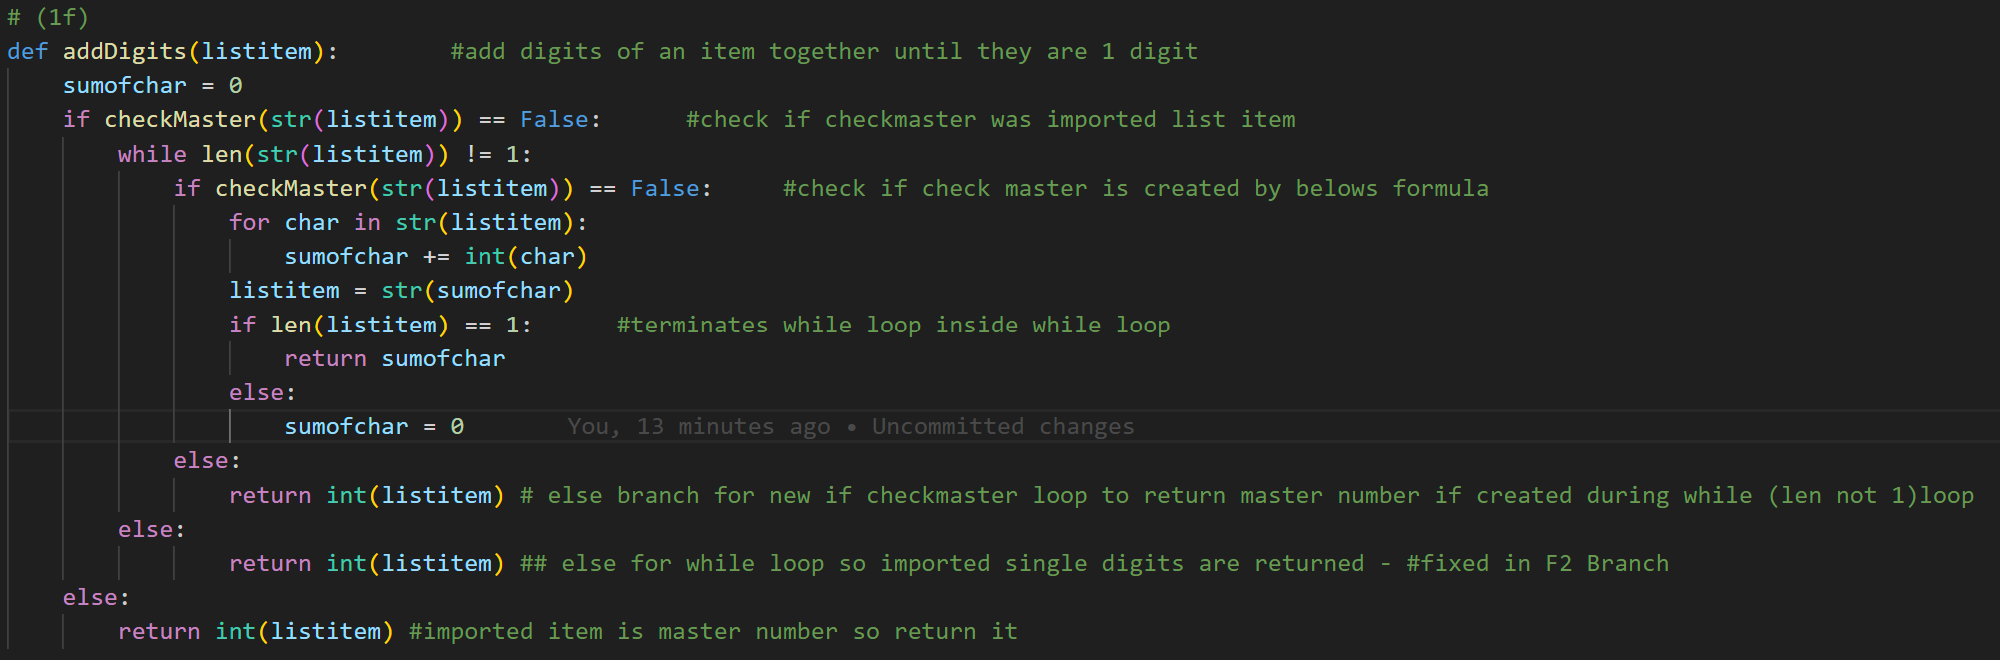 # (1f)
def addDigits(listitem):        #add digits of an item together until they are 1 digit
    sumofchar = 0
    if checkMaster(str(listitem)) == False:      #check if checkmaster was imported list item
        while len(str(listitem)) != 1:
            if checkMaster(str(listitem)) == False:     #check if check master is created by belows formula
                for char in str(listitem):
                    sumofchar += int(char)
                listitem = str(sumofchar)
                if len(listitem) == 1:      #terminates while loop inside while loop
                    return sumofchar
                else:
                    sumofchar = 0       You, 13 minutes ago • Uncommitted changes
            else:
                return int(listitem) # else branch for new if checkmaster loop to return master number if created during while (len not 1)loop
        else:
                return int(listitem) ## else for while loop so imported single digits are returned - #fixed in F2 Branch
    else:
        return int(listitem) #imported item is master number so return it